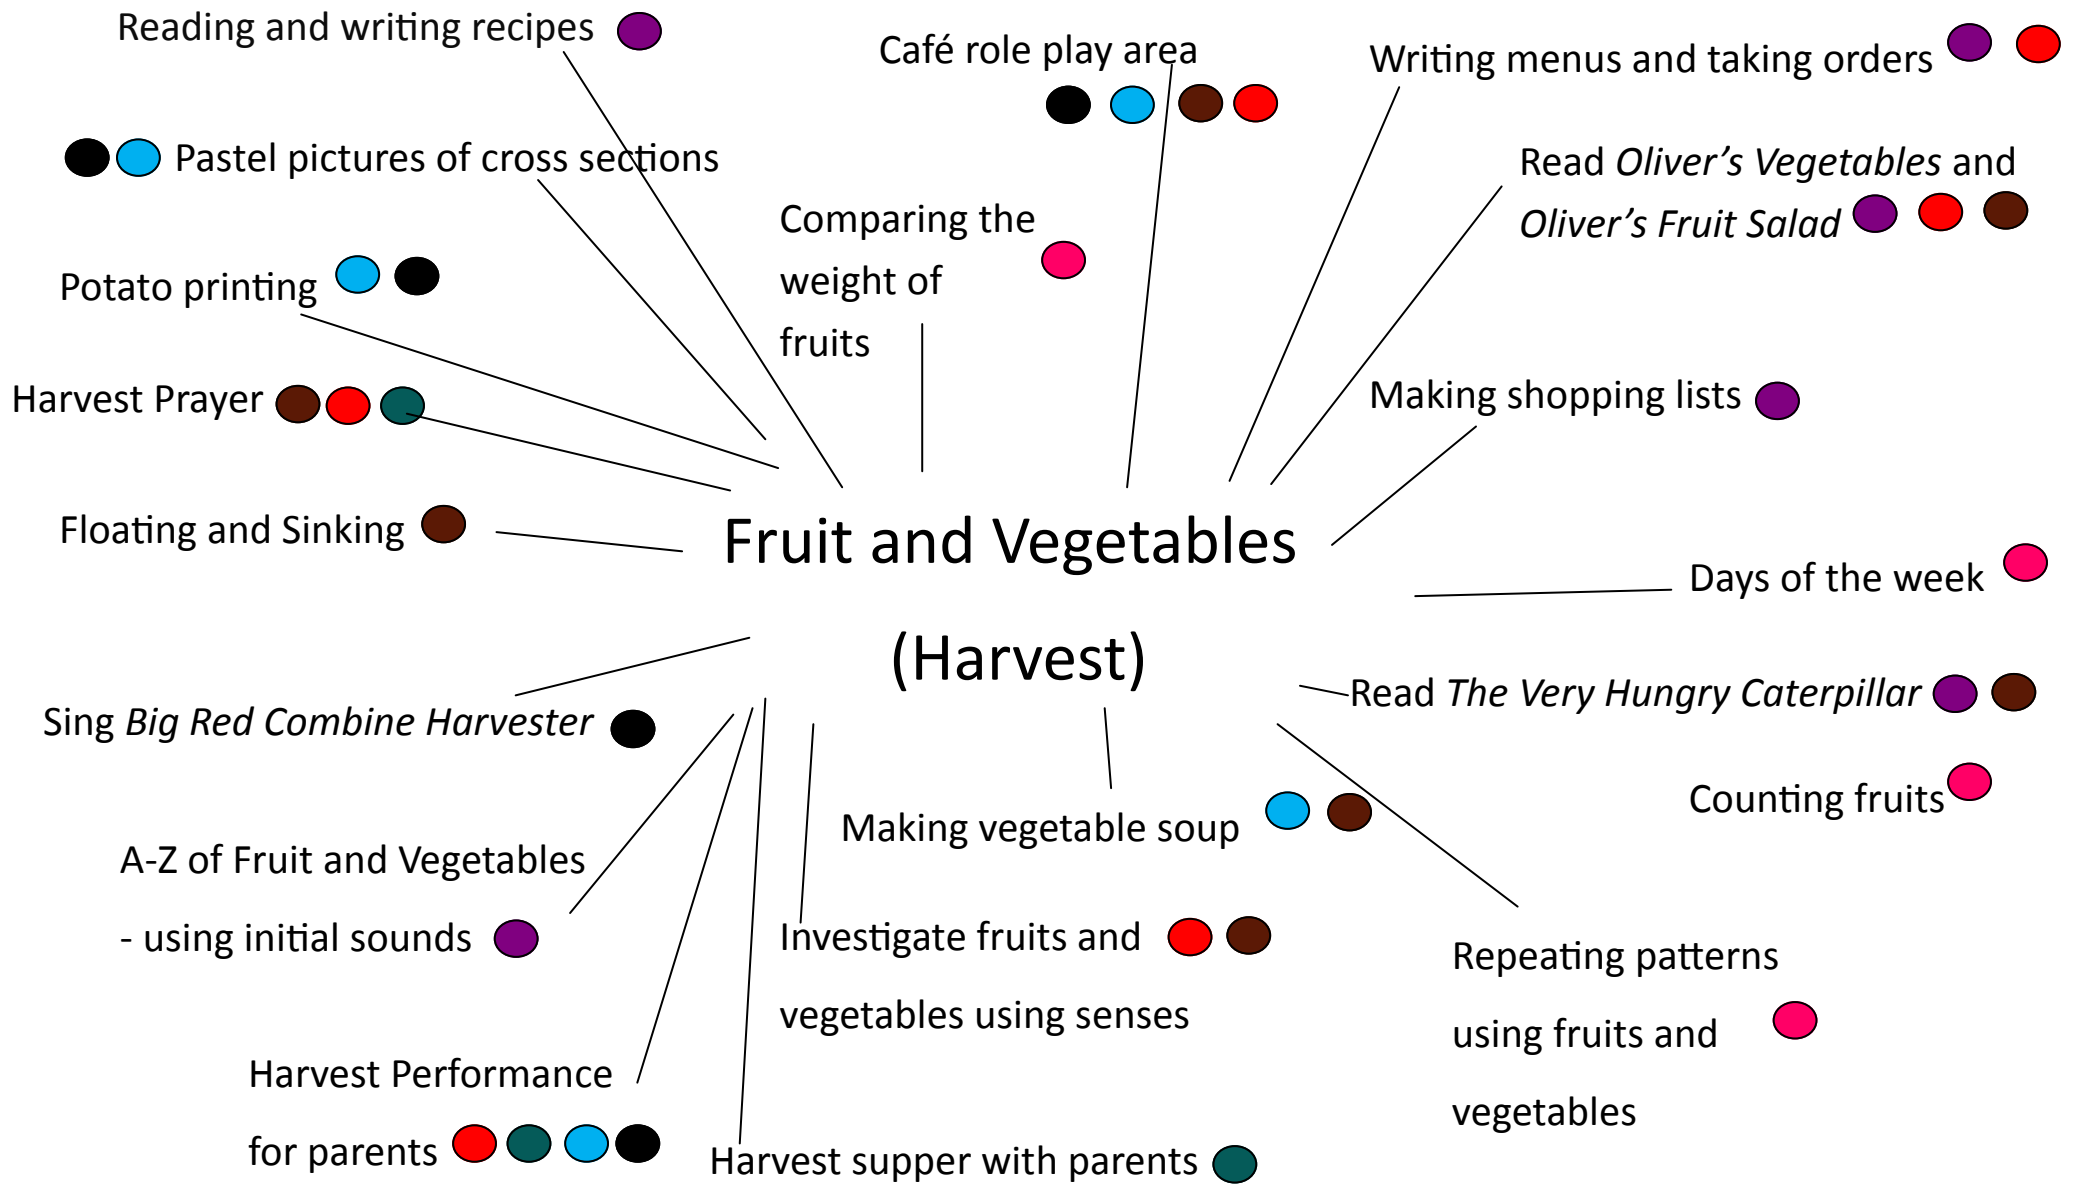 Reading and writing recipes
Café role play area
Writing menus and taking orders
Pastel pictures of cross sections
Read Oliver’s Vegetables and
Oliver’s Fruit Salad
Comparing the
weight of
fruits
Potato printing
Harvest Prayer
Making shopping lists
Floating and Sinking
Fruit and Vegetables
(Harvest)
Days of the week
Read The Very Hungry Caterpillar
Sing Big Red Combine Harvester
Counting fruits
Making vegetable soup
A-Z of Fruit and Vegetables
- using initial sounds
Investigate fruits and
vegetables using senses
Repeating patterns
using fruits and
vegetables
Harvest Performance
for parents
Harvest supper with parents